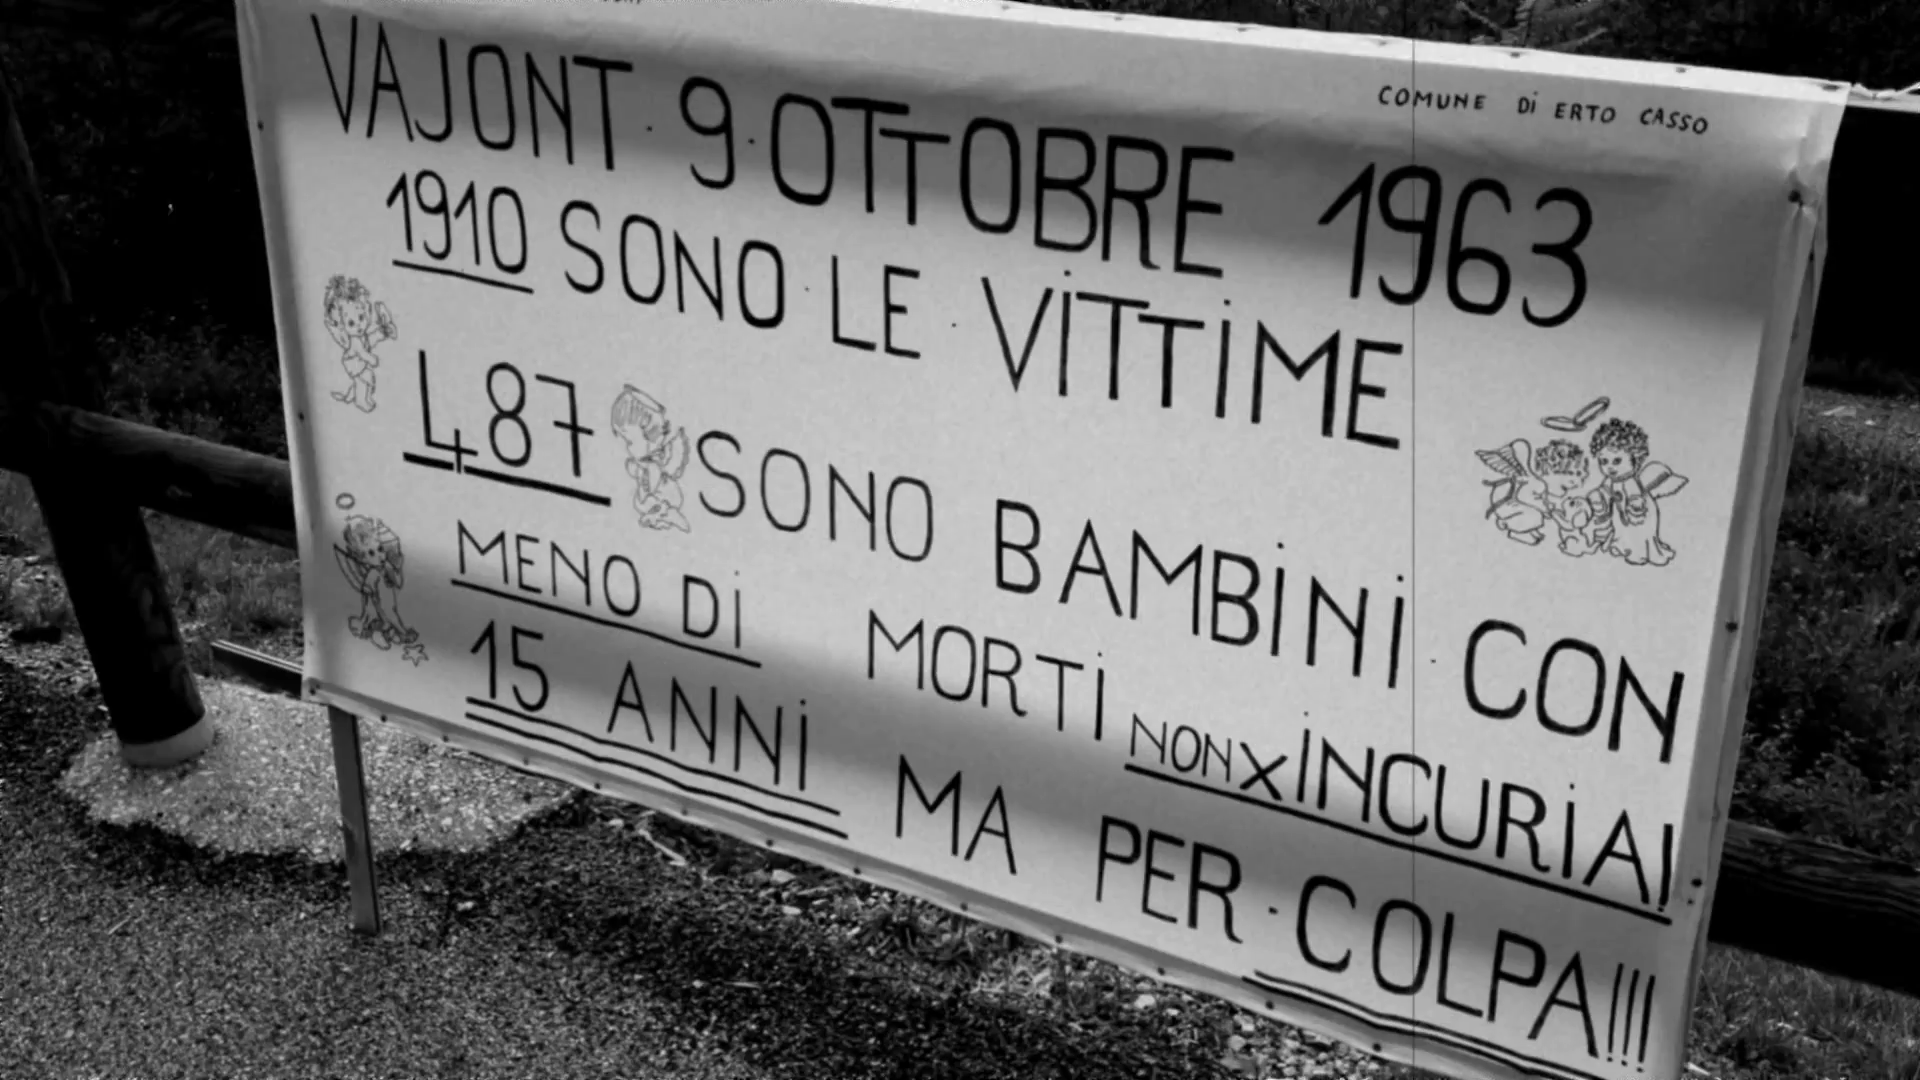 COMUNE Di ERTO CASSO
VAJONT · 9 · OTTOBRE 1963
1910 SONO · LE · ViTTiME
487 SONO BAMBiNi · CON
MENO Di
15 ANNi
MORTi NON X iNCURiA!
MA PER · COLPA!!!